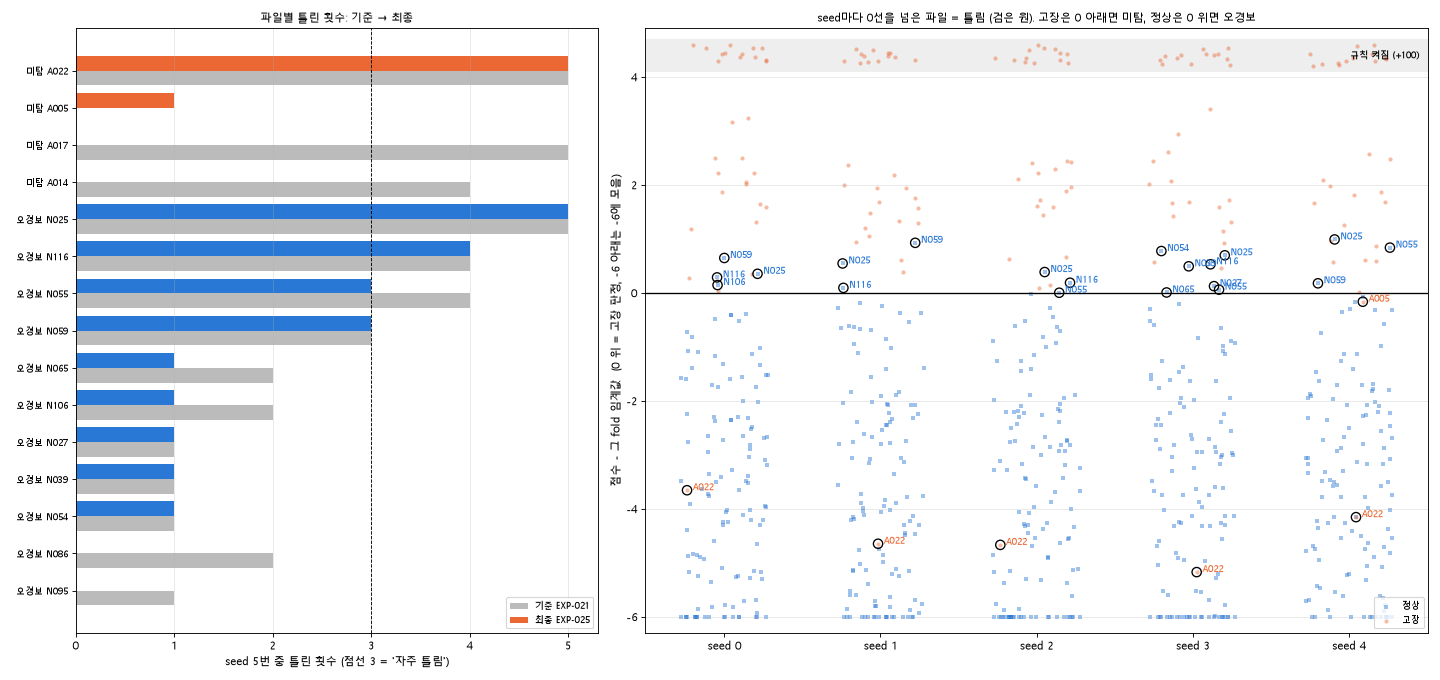 파일별 틀린 횟수: 기준 → 최종
미탐 A022
미탐 A005
미탐 A017
미탐 A014
오경보 N025
오경보 N116
오경보 N055
오경보 N059
오경보 N065
오경보 N106
오경보 N027
오경보 N039
오경보 N054
오경보 N086
오경보 N095
0 1 2 3 4 5
seed 5번 중 틀린 횟수 (점선 3 = '자주 틀림')
기준 EXP-021
최종 EXP-025
seed마다 0선을 넘은 파일 = 틀림 (검은 원). 고장은 0 아래면 미탐, 정상은 0 위면 오경보
점수 - 그 fold 임계값 (0 위 = 고장 판정, -6 아래는 -6에 모음)
4
2
0
-2
-4
-6
규칙 켜짐 (+100)
N059
N116
N025
N106
A022
N059
N025
N116
A022
N025
N116
N055
A022
N054
N025
N116
N065
N055
A022
N025
N055
N059
A005
A022
seed 0 seed 1 seed 2 seed 3 seed 4
정상
고장